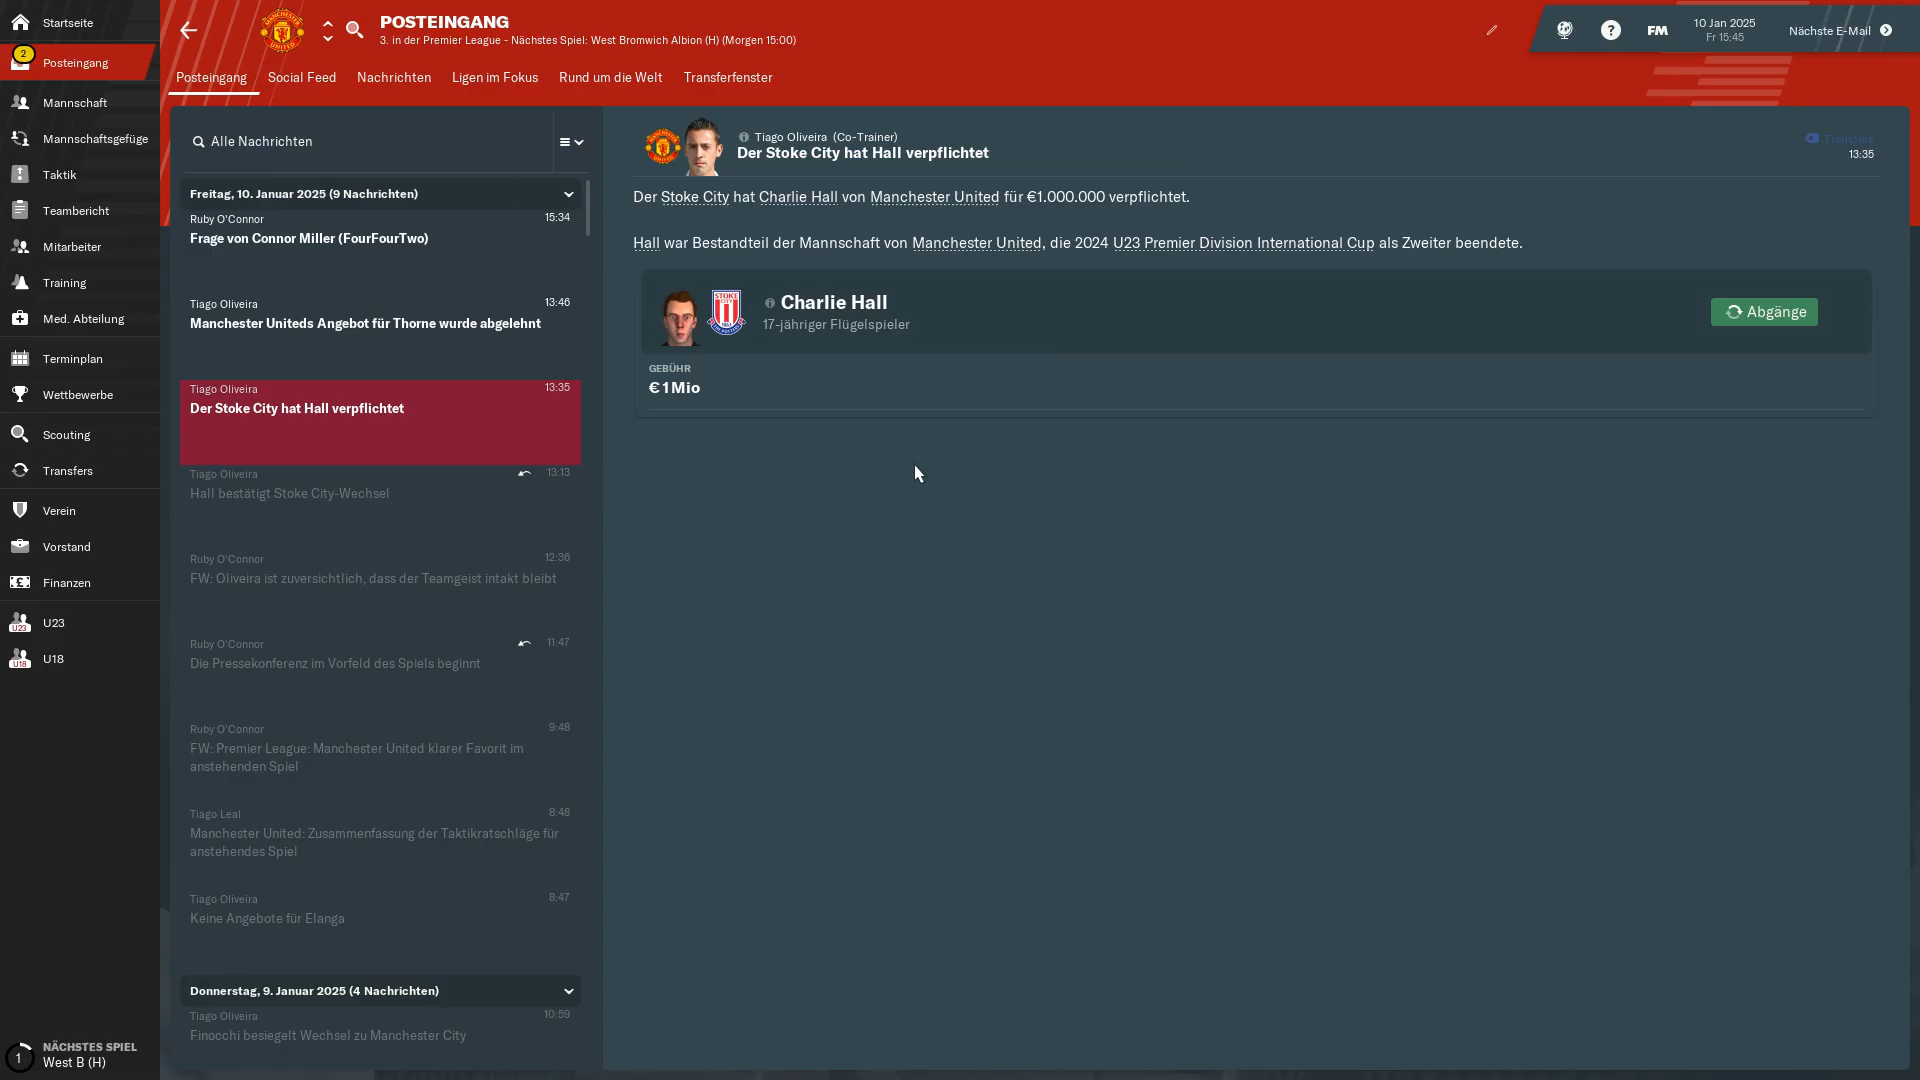 Startseite
2
Posteingang
Mannschaft
Mannschaftsgefüge
Taktik
Teambericht
Mitarbeiter
Training
Med. Abteilung
Terminplan
Wettbewerbe
Scouting
Transfers
Verein
Vorstand
Finanzen
U23
U23
U18
U18
1
NÄCHSTES SPIEL
West B (H)
POSTEINGANG
3. in der Premier League - Nächstes Spiel: West Bromwich Albion (H) (Morgen 15:00)
?
FM
10 Jan 2025
Fr 15:45
Nächste E-Mail
Posteingang
Social Feed
Nachrichten
Ligen im Fokus
Rund um die Welt
Transferfenster
Alle Nachrichten
Freitag, 10. Januar 2025 (9 Nachrichten)
Ruby O'Connor 15:34
Frage von Connor Miller (FourFourTwo)
Tiago Oliveira 13:46
Manchester Uniteds Angebot für Thorne wurde abgelehnt
Tiago Oliveira 13:35
Der Stoke City hat Hall verpflichtet
Tiago Oliveira 13:13
Hall bestätigt Stoke City-Wechsel
Ruby O'Connor 12:36
FW: Oliveira ist zuversichtlich, dass der Teamgeist intakt bleibt
Ruby O'Connor 11:47
Die Pressekonferenz im Vorfeld des Spiels beginnt
Ruby O'Connor 9:48
FW: Premier League: Manchester United klarer Favorit im
anstehenden Spiel
Tiago Leal 8:48
Manchester United: Zusammenfassung der Taktikratschläge für
anstehendes Spiel
Tiago Oliveira 8:47
Keine Angebote für Elanga
Donnerstag, 9. Januar 2025 (4 Nachrichten)
Tiago Oliveira 10:59
Finocchi besiegelt Wechsel zu Manchester City
Tiago Oliveira (Co-Trainer)
Der Stoke City hat Hall verpflichtet
Transfers
13:35
Der Stoke City hat Charlie Hall von Manchester United für €1.000.000 verpflichtet.
Hall war Bestandteil der Mannschaft von Manchester United, die 2024 U23 Premier Division International Cup als Zweiter beendete.
STOKE
CITY
Charlie Hall
17-jähriger Flügelspieler
Abgänge
GEBÜHR
€1Mio